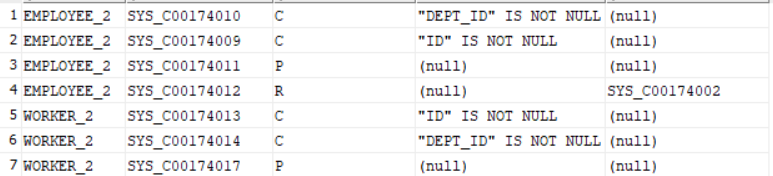 1 EMPLOYEE_2 SYS_C00174010 C "DEPT_ID" IS NOT NULL (null)
2 EMPLOYEE_2 SYS_C00174009 C "ID" IS NOT NULL (null)
3 EMPLOYEE_2 SYS_C00174011 P (null) (null)
4 EMPLOYEE_2 SYS_C00174012 R (null) SYS_C00174002
5 WORKER_2 SYS_C00174013 C "ID" IS NOT NULL (null)
6 WORKER_2 SYS_C00174014 C "DEPT_ID" IS NOT NULL (null)
7 WORKER_2 SYS_C00174017 P (null) (null)